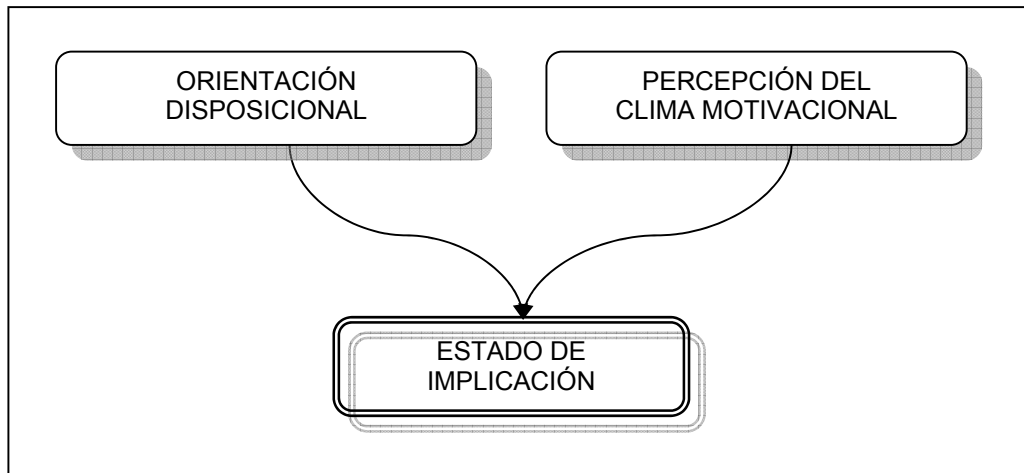 ORIENTACIÓN
DISPOSICIONAL
PERCEPCIÓN DEL
CLIMA MOTIVACIONAL
ESTADO DE
IMPLICACIÓN